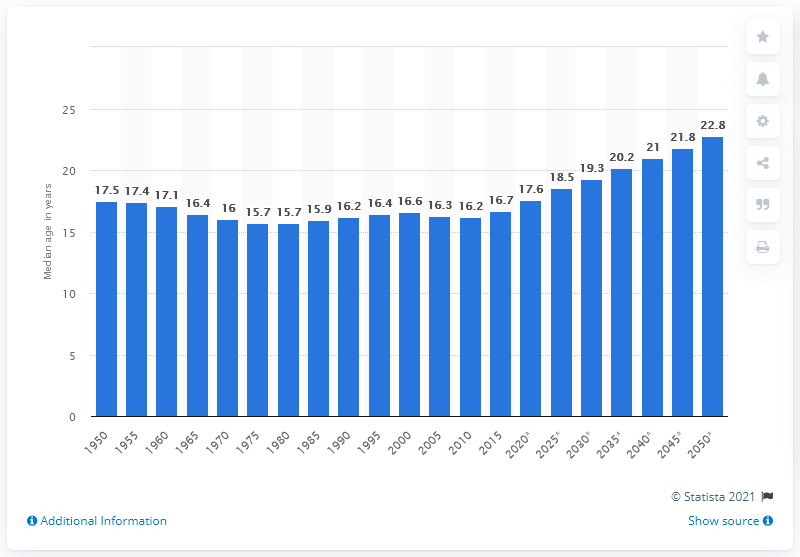 25
20
15
10
5
0
Median age in years
17.5 17.4 17.1 16.4 16 15.7 15.7 15.9 16.2 16.4 16.6 16.3 16.2 16.7 17.6 18.5 19.3 20.2 21 21.8 22.8
1950 1955 1960 1965 1970 1975 1980 1985 1990 1995 2000 2005 2010 2015 2020* 2025* 2030* 2035* 2040* 2045* 2050*
© Statista 2021
Additional Information
Show source